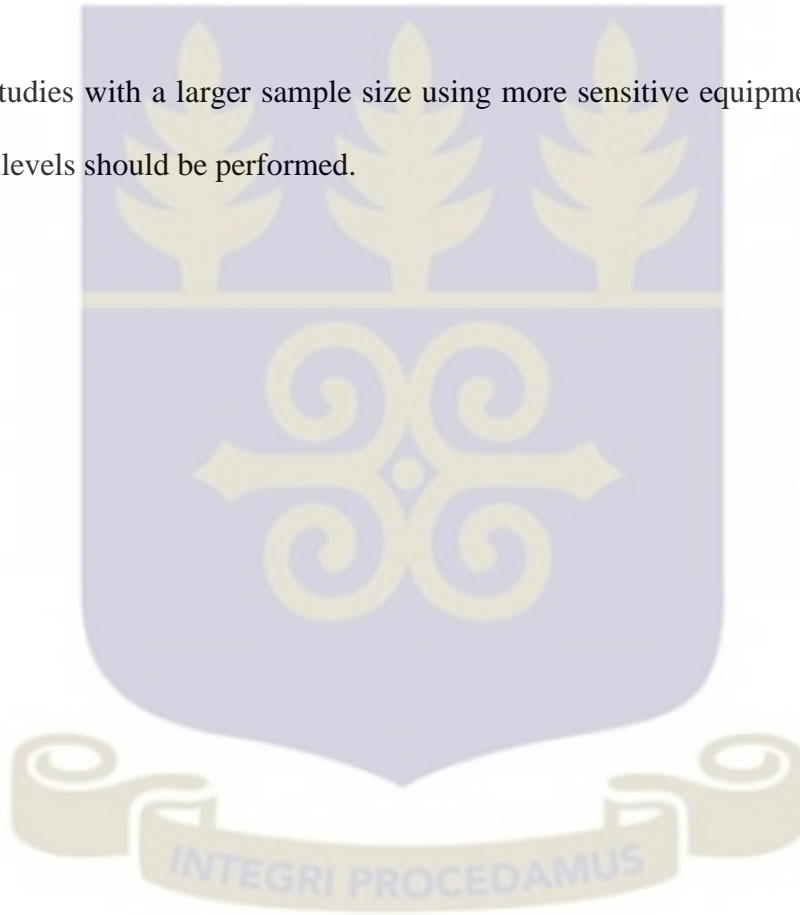 tudies with a larger sample size using more sensitive equipme
levels should be performed.
INTEGRI PROCEDAMUS